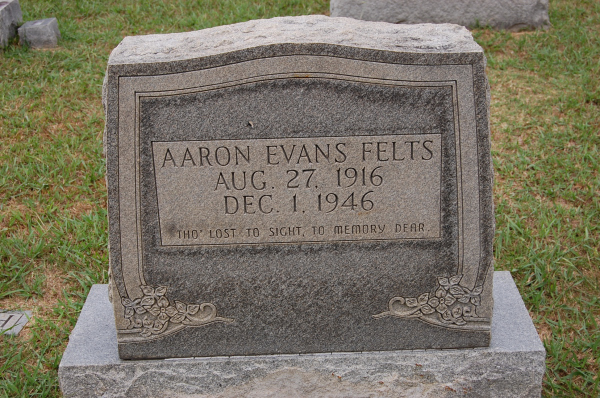 AARON EVANS FELTS
AUG. 27, 1916
DEC. 1, 1946
THO' LOST TO SIGHT, TO MEMORY DEAR.